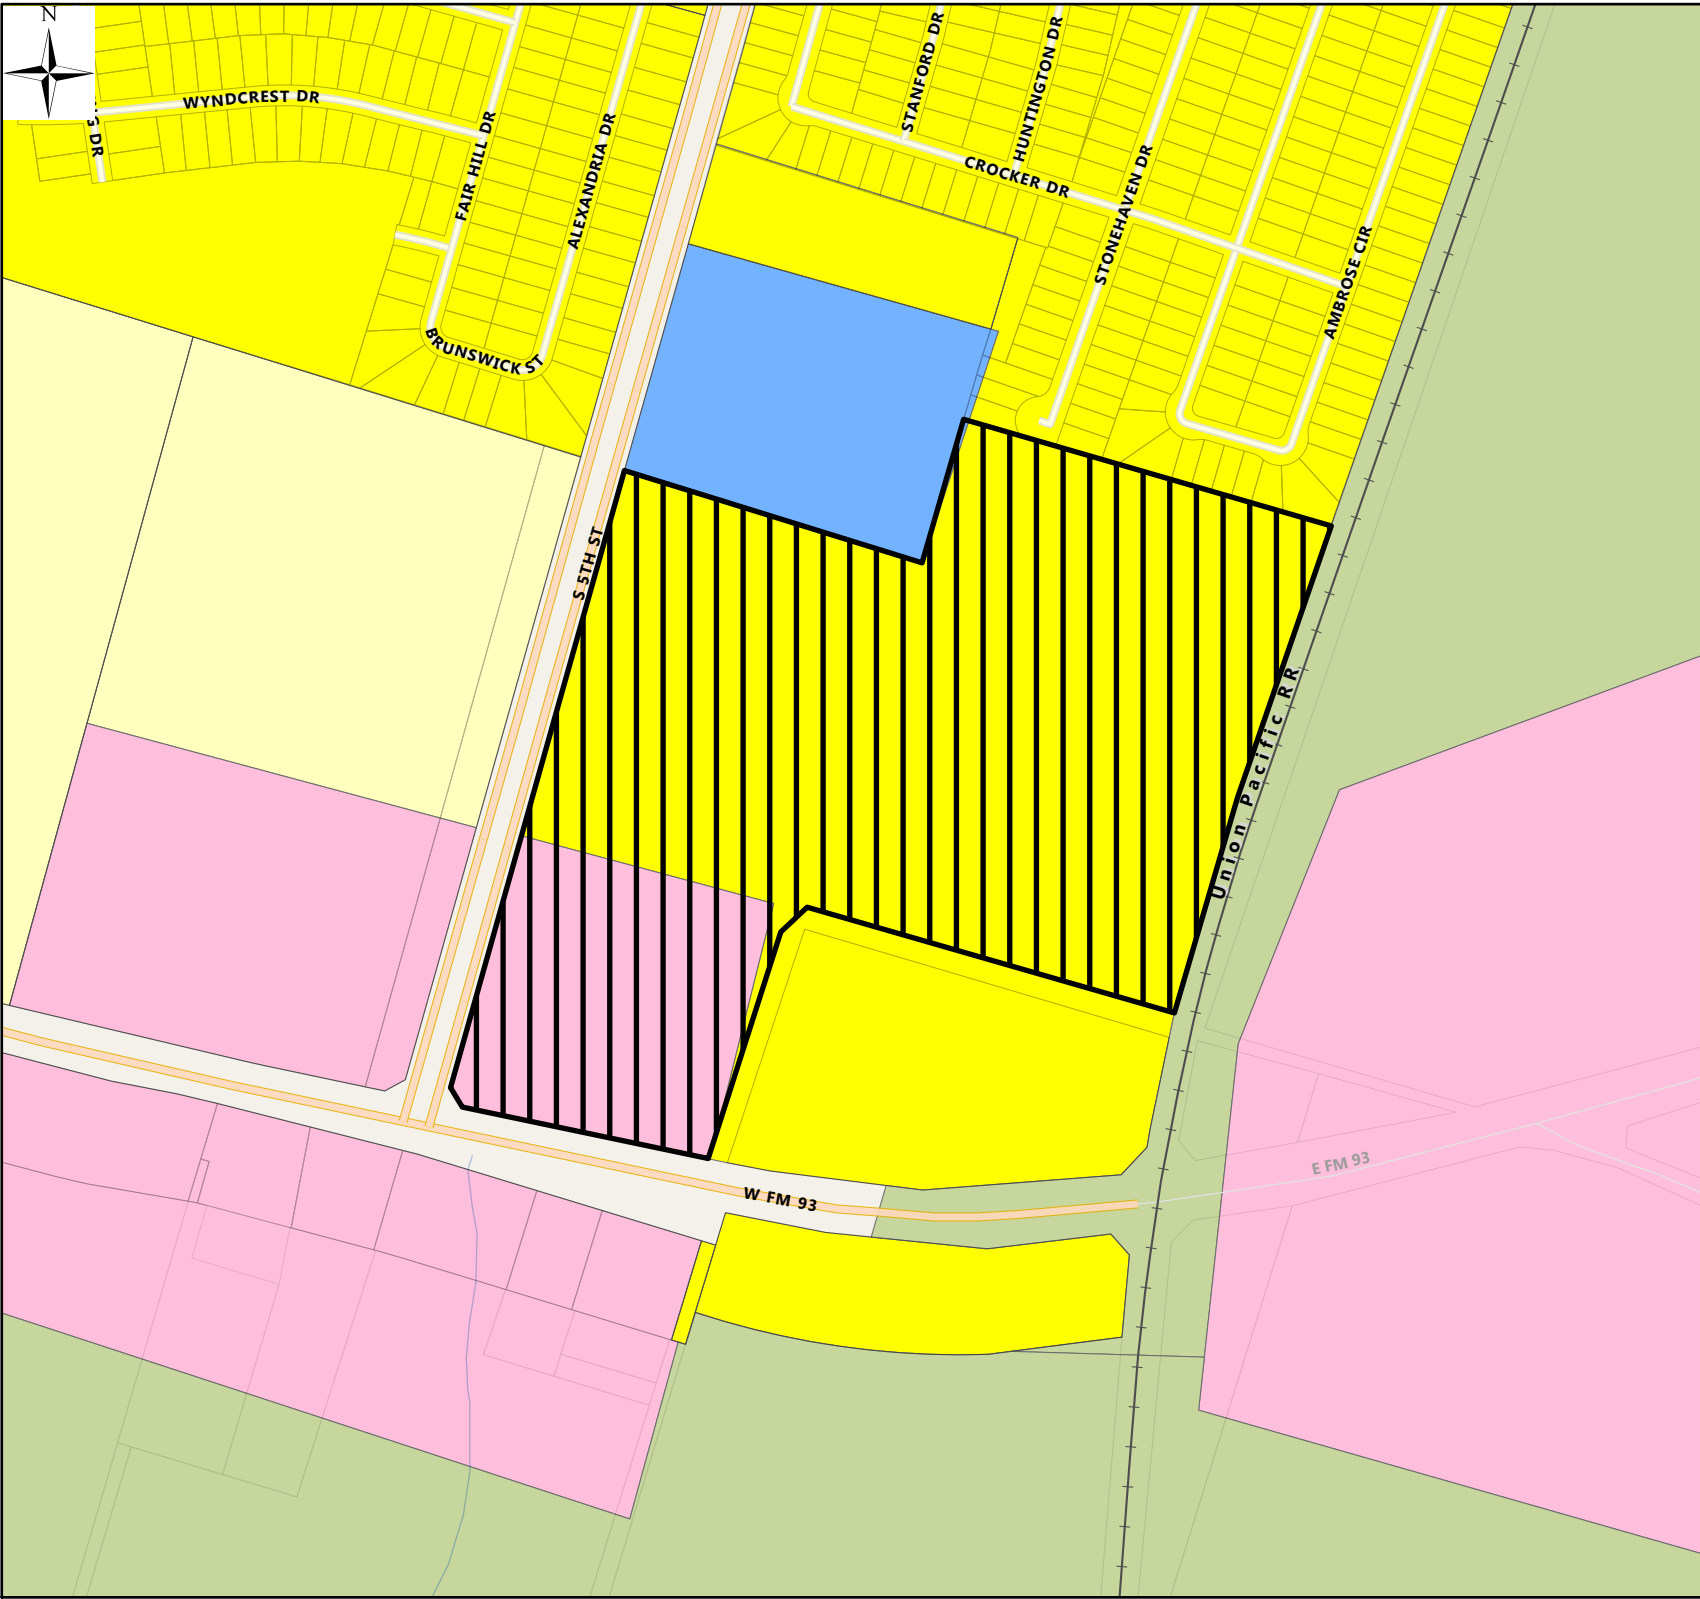 N
WYNDCREST DR
G DR
FAIR HILL DR
ALEXANDRIA DR
BRUNSWICK ST
STANFORD DR
HUNTINGTON DR
CROCKER DR
STONEHAVEN DR
AMBROSE CIR
S 5TH ST
Union Pacific RR
W FM 93
E FM 93